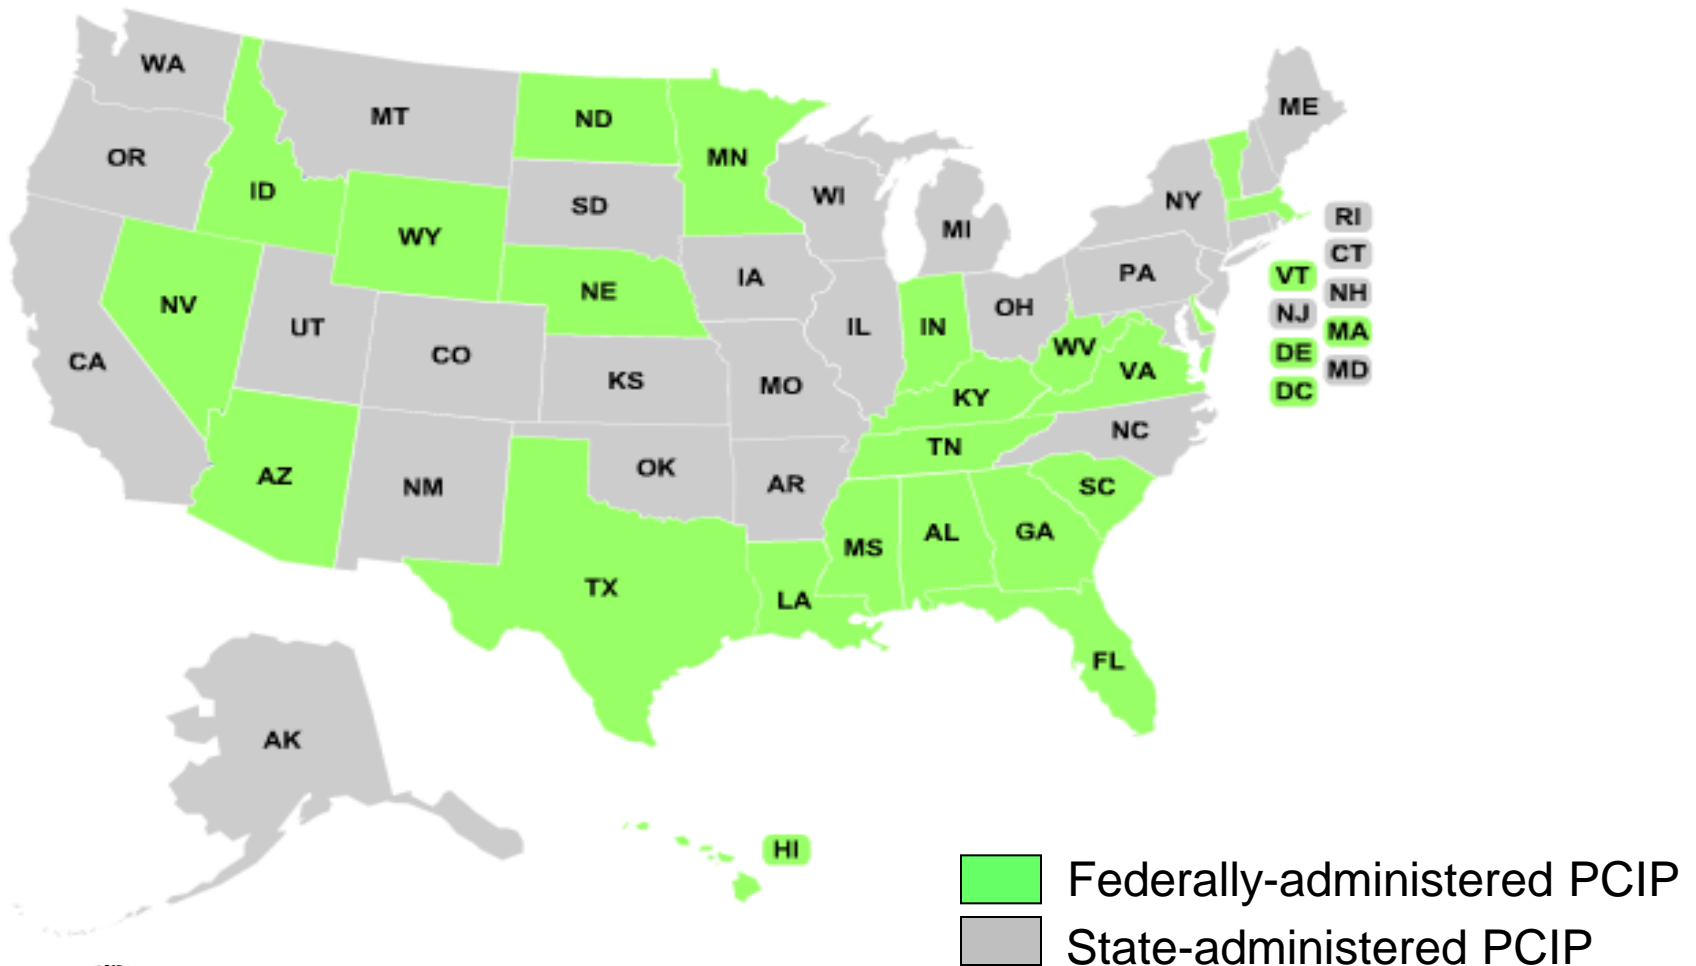 WA
MT
ND
MN
ME
OR
ID
WY
SD
WI
MI
NY
RI
CT
VT
NH
NJ
MA
DE
MD
DC
NV
UT
CO
NE
IA
IL
IN
OH
PA
CA
KS
MO
KY
WV
VA
AZ
NM
OK
AR
TN
NC
TX
LA
MS
AL
GA
SC
FL
AK
HI
Federally-administered PCIP
State-administered PCIP